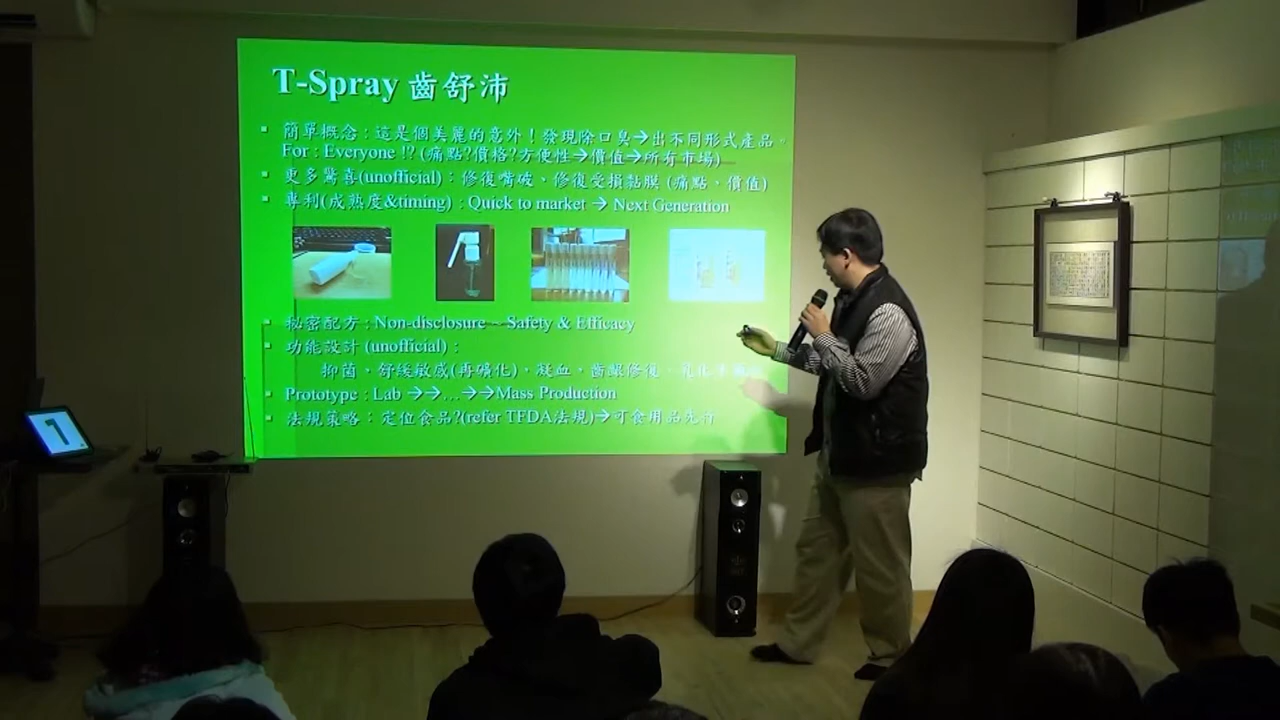 T-Spray 齒舒沛
▪ 簡單概念 : 這是個美麗的意外！發現除口臭→出不同形式產品。
For : Everyone !? (痛點?價格?方便性→價值→所有市場)
▪ 更多驚喜(unofficial)：修復嘴破、修復受損黏膜 (痛點、價值)
▪ 專利(成熟度&timing) : Quick to market → Next Generation
▪ 秘密配方 : Non-disclosure ~ Safety & Efficacy
▪ 功能設計 (unofficial) :
抑菌、舒緩敏感(再礦化)、凝血、齒齦修復、
▪ Prototype : Lab →→…→→Mass Production
▪ 法規策略：定位食品?(refer TFDA法規)→可食用品先行
1